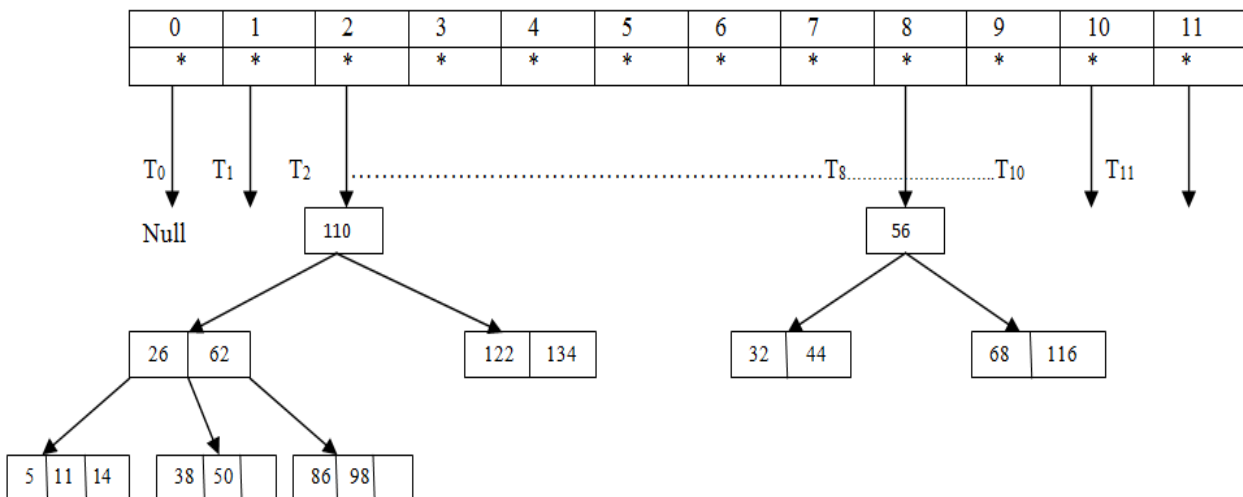 0 1 2 3 4 5 6 7 8 9 10 11
* * * * * * * * * * * *
T₀ T₁ T₂ ........................................................ T₈ ........................... T₁₀ T₁₁
Null 110 56
26 62 122 134 32 44 68 116
5 11 14 38 50 86 98